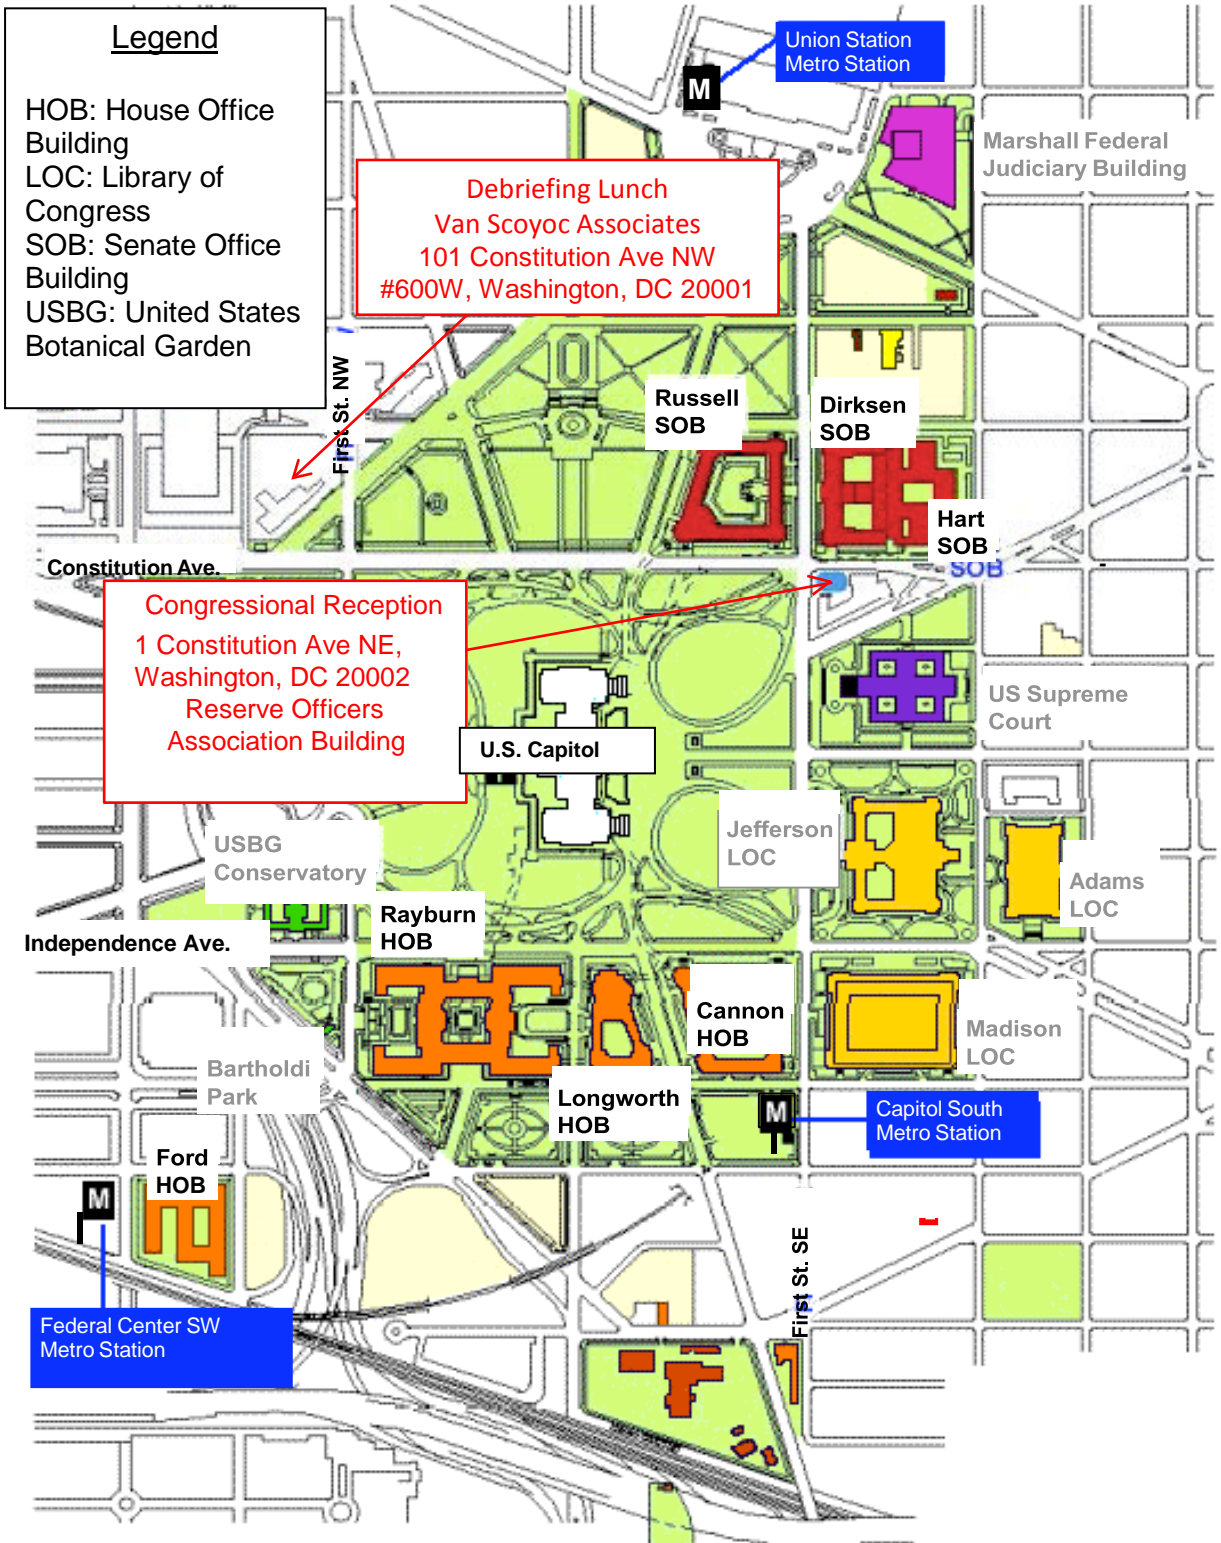 Legend
HOB: House Office
Building
LOC: Library of
Congress
SOB: Senate Office
Building
USBG: United States
Botanical Garden
Union Station
Metro Station
M
Marshall Federal
Judiciary Building
Debriefing Lunch
Van Scoyoc Associates
101 Constitution Ave NW
#600W, Washington, DC 20001
First St. NW
Russell
SOB
Dirksen
SOB
Hart
SOB
SOB
Constitution Ave.
Congressional Reception
1 Constitution Ave NE,
Washington, DC 20002
Reserve Officers
Association Building
US Supreme
Court
U.S. Capitol
Jefferson
LOC
Adams
LOC
USBG
Conservatory
Rayburn
HOB
Independence Ave.
Cannon
HOB
Madison
LOC
Bartholdi
Park
Longworth
HOB
M
Capitol South
Metro Station
Ford
HOB
M
First St. SE
Federal Center SW
Metro Station